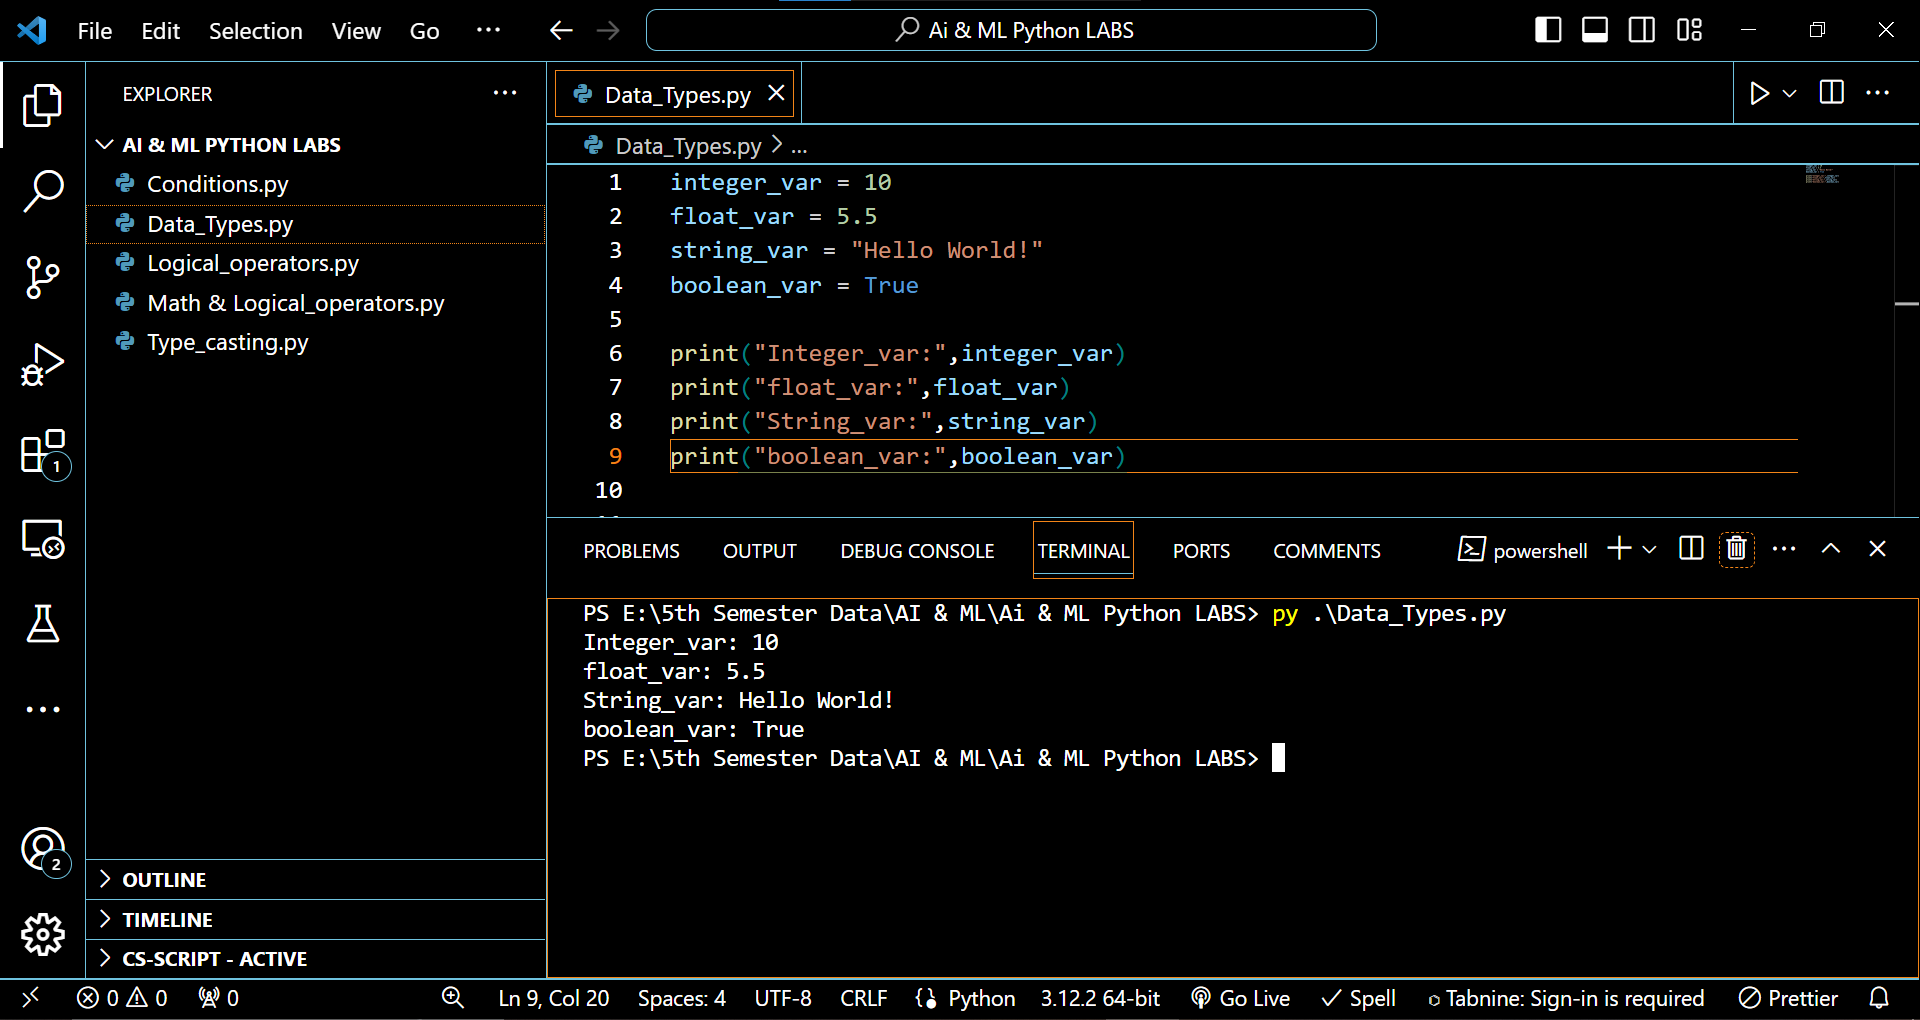 File Edit Selection View Go ··· Ai & ML Python LABS
EXPLORER ···
AI & ML PYTHON LABS
Conditions.py
Data_Types.py
Logical_operators.py
Math & Logical_operators.py
Type_casting.py
OUTLINE
TIMELINE
CS-SCRIPT - ACTIVE
1
2
Data_Types.py
Data_Types.py > ...
1 integer_var = 10
2 float_var = 5.5
3 string_var = "Hello World!"
4 boolean_var = True
5
6 print("Integer_var:",integer_var)
7 print("float_var:",float_var)
8 print("String_var:",string_var)
9 print("boolean_var:",boolean_var)
10
PROBLEMS OUTPUT DEBUG CONSOLE TERMINAL PORTS COMMENTS powershell
PS E:\5th Semester Data\AI & ML\Ai & ML Python LABS> py .\Data_Types.py
Integer_var: 10
float_var: 5.5
String_var: Hello World!
boolean_var: True
PS E:\5th Semester Data\AI & ML\Ai & ML Python LABS>
0 0 0 Ln 9, Col 20 Spaces: 4 UTF-8 CRLF Python 3.12.2 64-bit Go Live Spell Tabnine: Sign-in is required Prettier